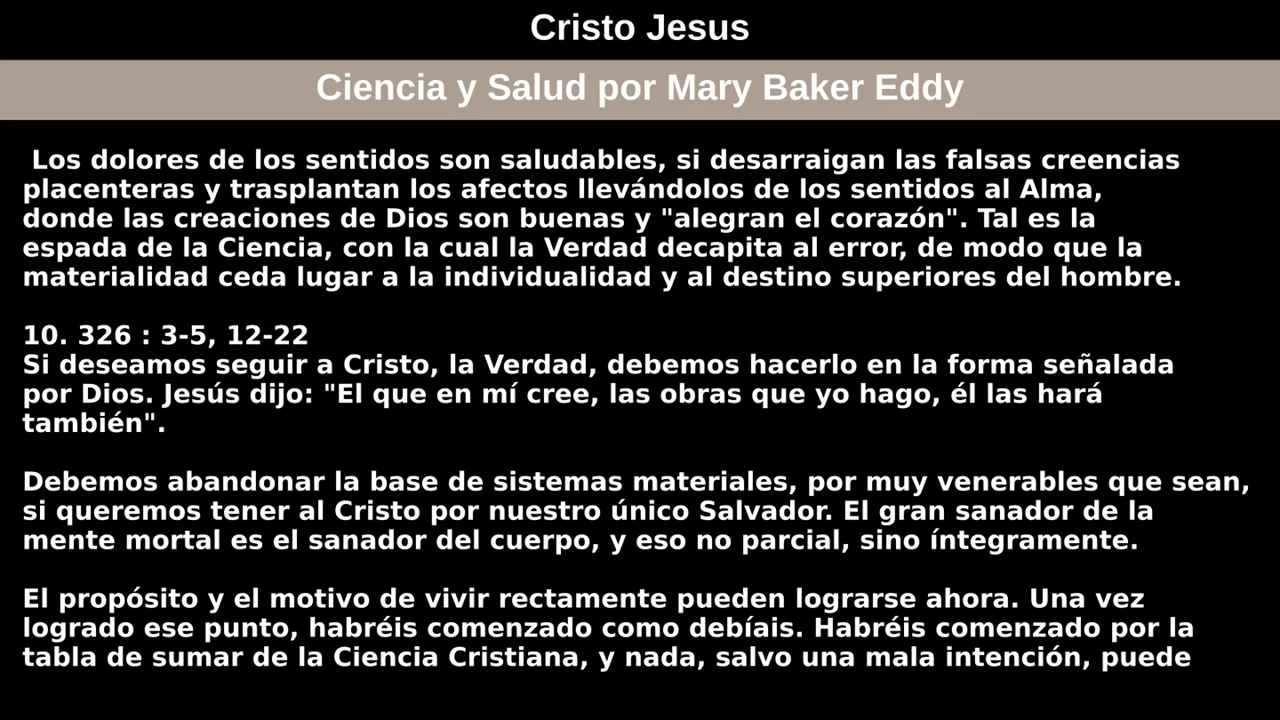 Cristo Jesus
Ciencia y Salud por Mary Baker Eddy
Los dolores de los sentidos son saludables, si desarraigan las falsas creencias
placenteras y trasplantan los afectos llevándolos de los sentidos al Alma,
donde las creaciones de Dios son buenas y "alegran el corazón". Tal es la
espada de la Ciencia, con la cual la Verdad decapita al error, de modo que la
materialidad ceda lugar a la individualidad y al destino superiores del hombre.
10. 326 : 3-5, 12-22
Si deseamos seguir a Cristo, la Verdad, debemos hacerlo en la forma señalada
por Dios. Jesús dijo: "El que en mí cree, las obras que yo hago, él las hará
también".
Debemos abandonar la base de sistemas materiales, por muy venerables que sean,
si queremos tener al Cristo por nuestro único Salvador. El gran sanador de la
mente mortal es el sanador del cuerpo, y eso no parcial, sino íntegramente.
El propósito y el motivo de vivir rectamente pueden lograrse ahora. Una vez
logrado ese punto, habréis comenzado como debíais. Habréis comenzado por la
tabla de sumar de la Ciencia Cristiana, y nada, salvo una mala intención, puede